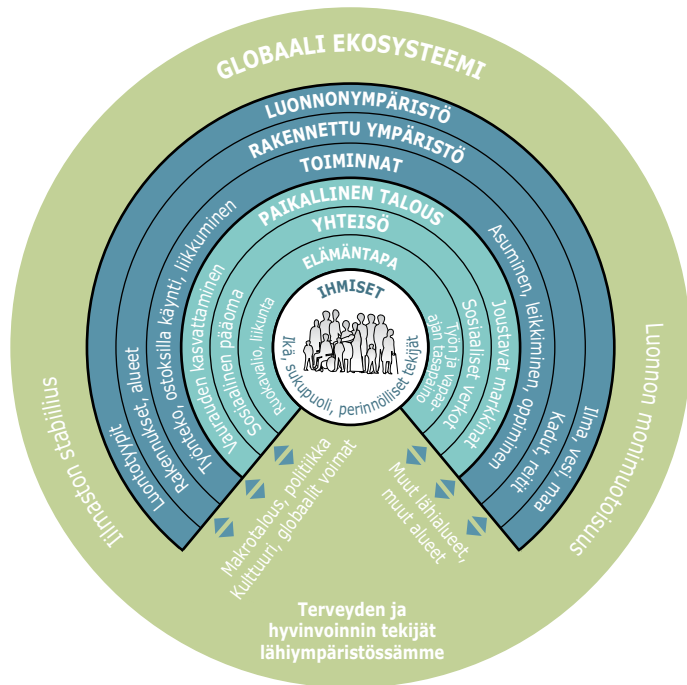 GLOBAALI EKOSYSTEEMI
LUONNONYMPÄRISTÖ
RAKENNETTU YMPÄRISTÖ
TOIMINNAT
PAIKALLINEN TALOUS
YHTEISÖ
ELÄMÄNTAPA
IHMISET
Ikä, sukupuoli, perinnölliset tekijät
Ruokavalio, liikunta
Työn ja vapaa-
ajan tasapaino
Sosiaalinen pääoma
Sosiaaliset verkot
Vaurauden kasvattaminen
Joustavat markkinat
Työnteko, ostoksilla käynti, liikkuminen
Asuminen, leikkiminen, oppiminen
Rakennukset, alueet
Kadut, reitit
Luontotyypit
Ilma, vesi, maa
Ilmaston stabiilius
Luonnon monimuotoisuus
Makrotalous, politiikka
Kulttuuri, globaalit voimat
Muut lähialueet,
muut alueet
Terveyden ja
hyvinvoinnin tekijät
lähiympäristössämme